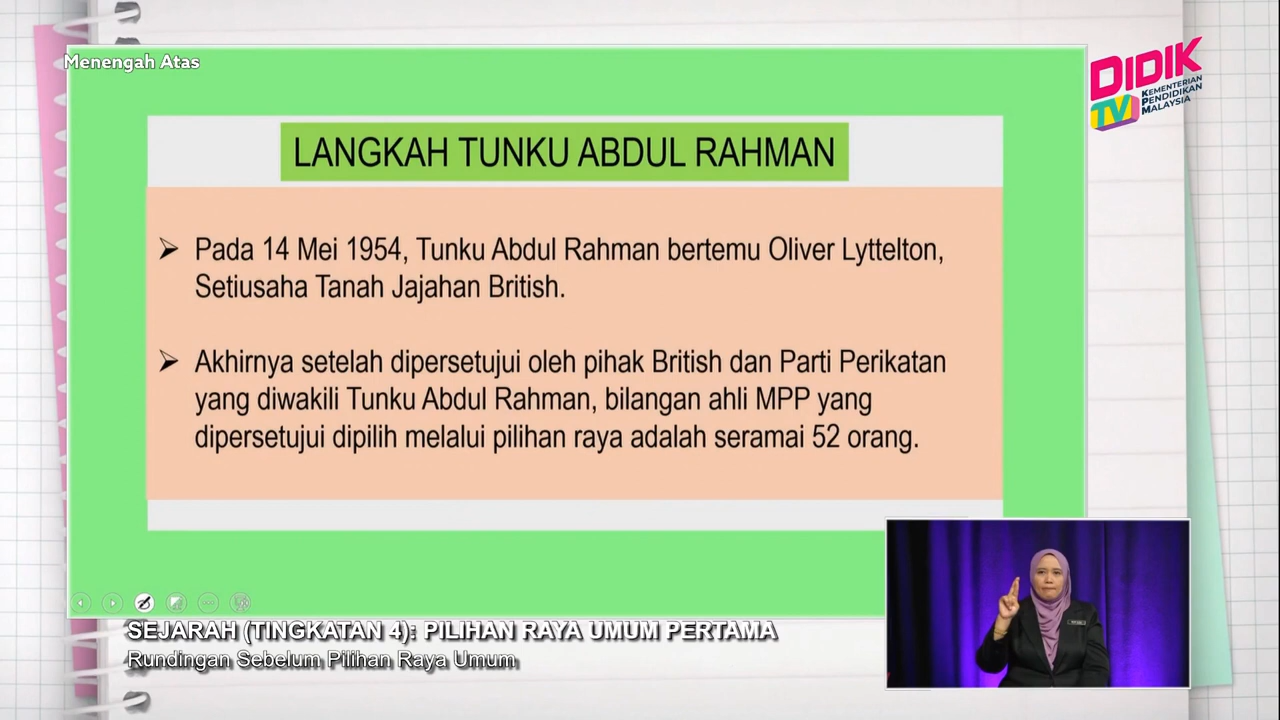 Menengah Atas
DIDIK
TV
KEMENTERIAN
PENDIDIKAN
MALAYSIA
LANGKAH TUNKU ABDUL RAHMAN
➢ Pada 14 Mei 1954, Tunku Abdul Rahman bertemu Oliver Lyttelton,
Setiusaha Tanah Jajahan British.
➢ Akhirnya setelah dipersetujui oleh pihak British dan Parti Perikatan
yang diwakili Tunku Abdul Rahman, bilangan ahli MPP yang
dipersetujui dipilih melalui pilihan raya adalah seramai 52 orang.
SEJARAH (TINGKATAN 4): PILIHAN RAYA UMUM PERTAMA
Rundingan Sebelum Pilihan Raya Umum